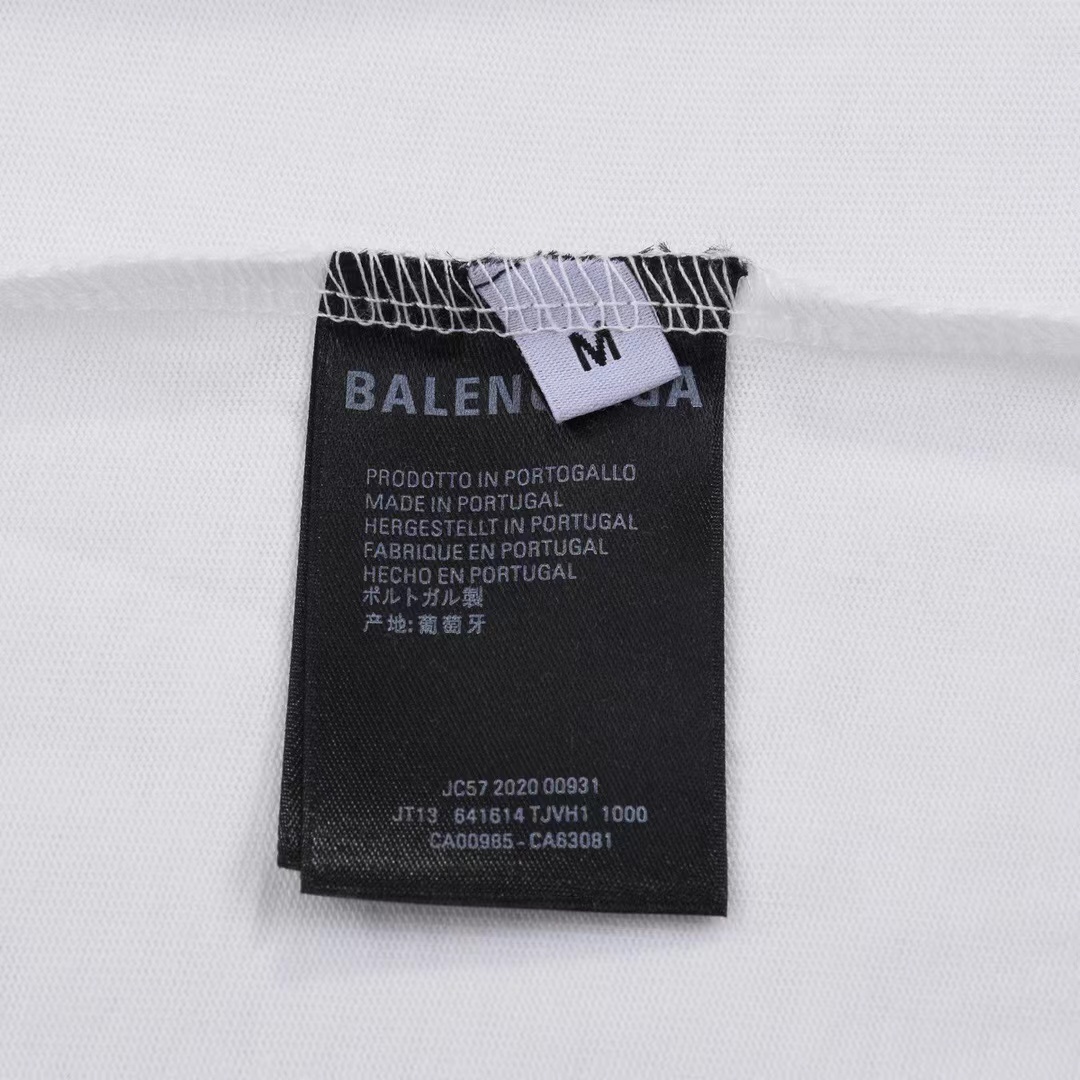 M
BALENCIAGA
PRODOTTO IN PORTOGALLO
MADE IN PORTUGAL
HERGESTELLT IN PORTUGAL
FABRIQUE EN PORTUGAL
HECHO EN PORTUGAL
ポルトガル製
产地: 葡萄牙
JC57 2020 00931
JT13 641614 TJVH1 1000
CA00985 - CA63081